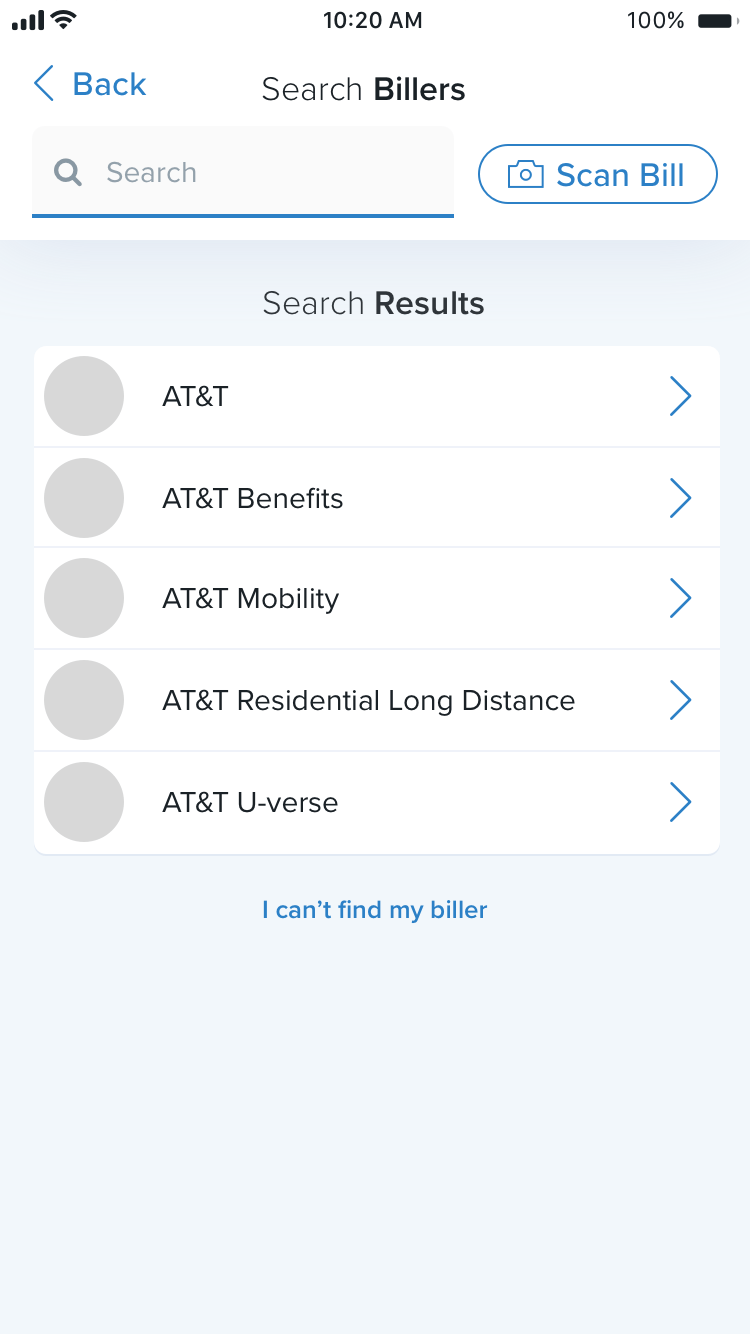 10:20 AM
100%
Back
Search Billers
Search
Scan Bill
Search Results
AT&T
AT&T Benefits
AT&T Mobility
AT&T Residential Long Distance
AT&T U-verse
I can’t find my biller